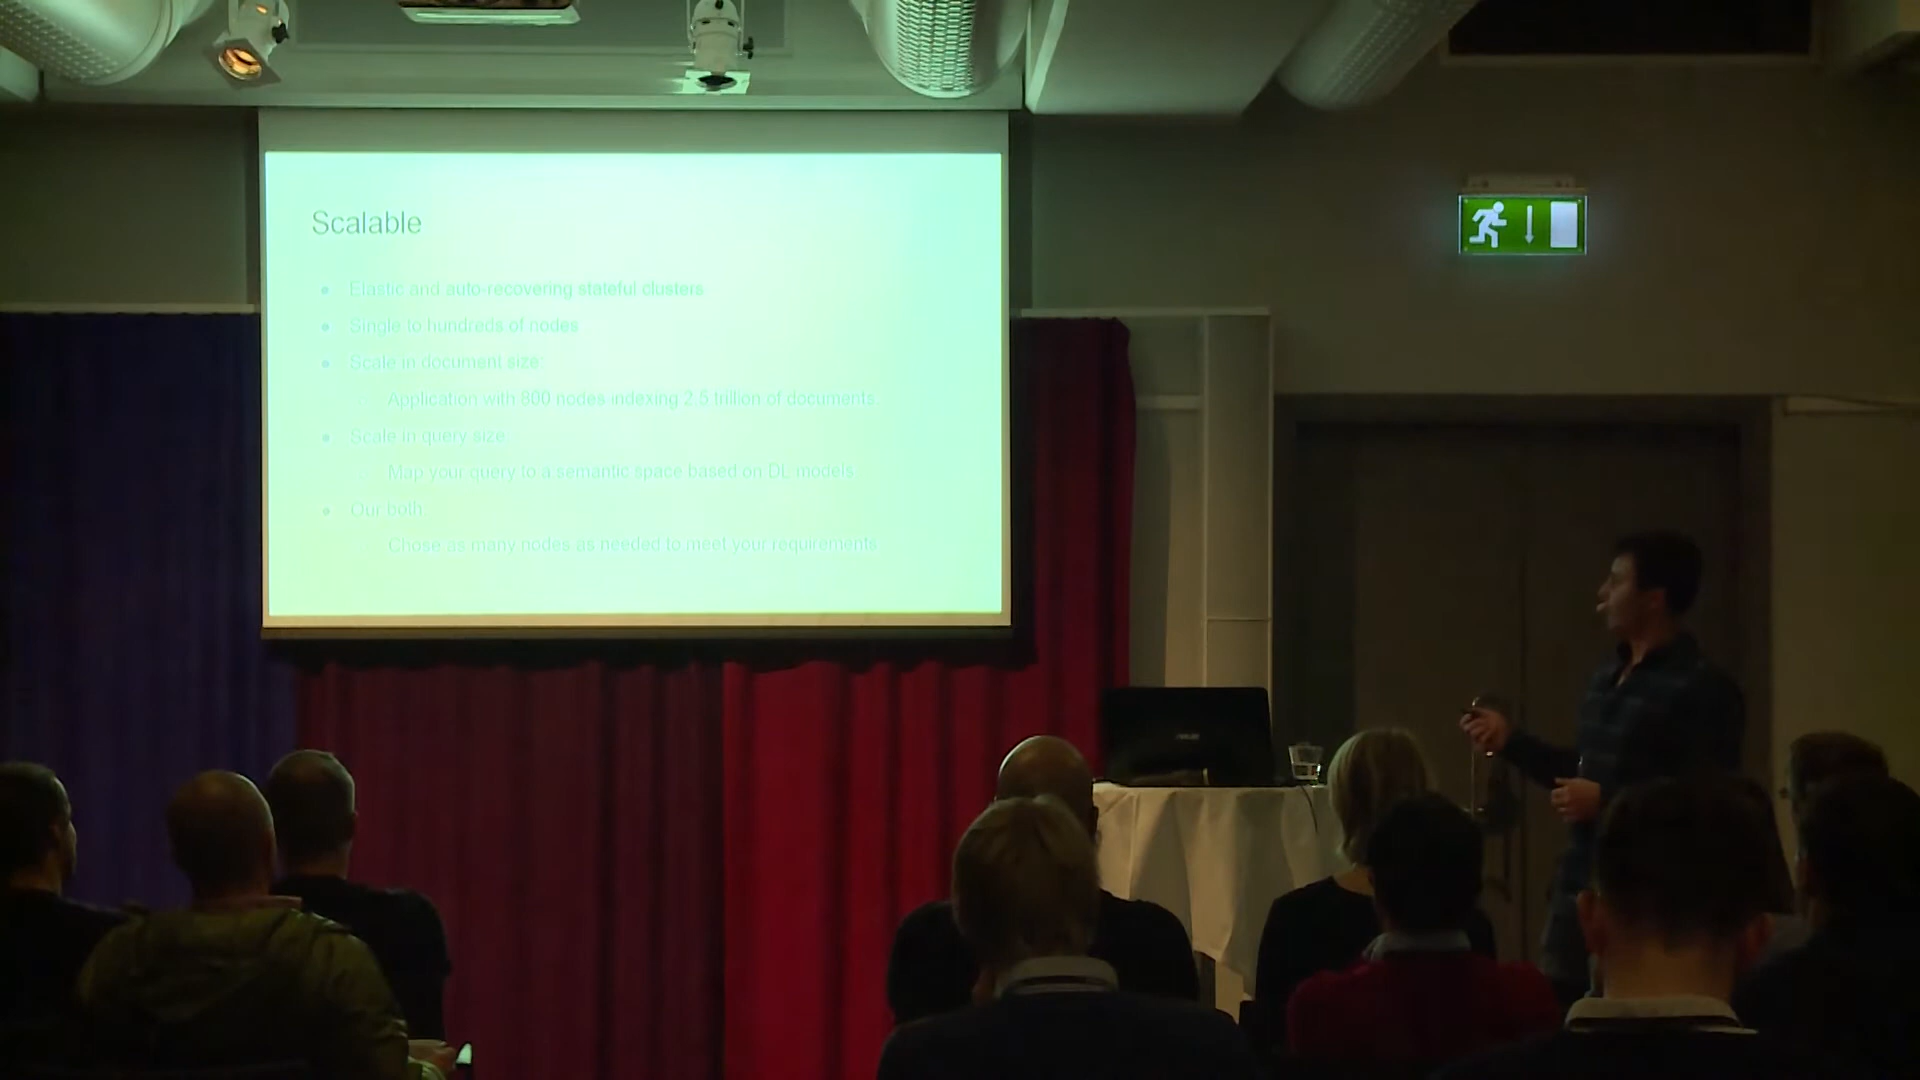 Scalable
● Elastic and auto-recovering stateful clusters
● Single to hundreds of nodes
● Scale in document size:
○ Application with 800 nodes indexing 2.5 trillion of documents.
● Scale in query size:
○ Map your query to a semantic space based on DL models
● Our both:
Chose as many nodes as needed to meet your requirements
ASUS